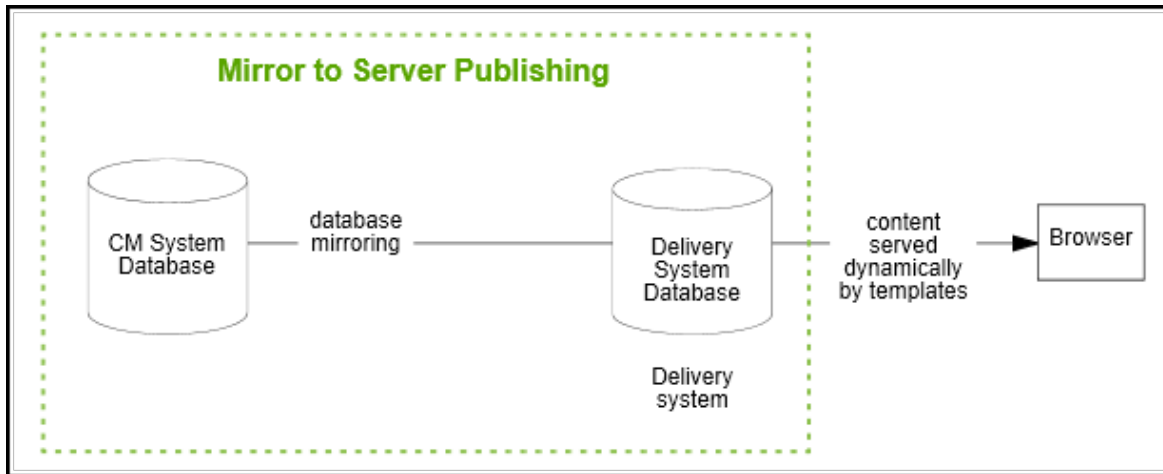 Mirror to Server Publishing
CM System
Database
database
mirroring
Delivery
System
Database
content
served
dynamically
by templates
Browser
Delivery
system